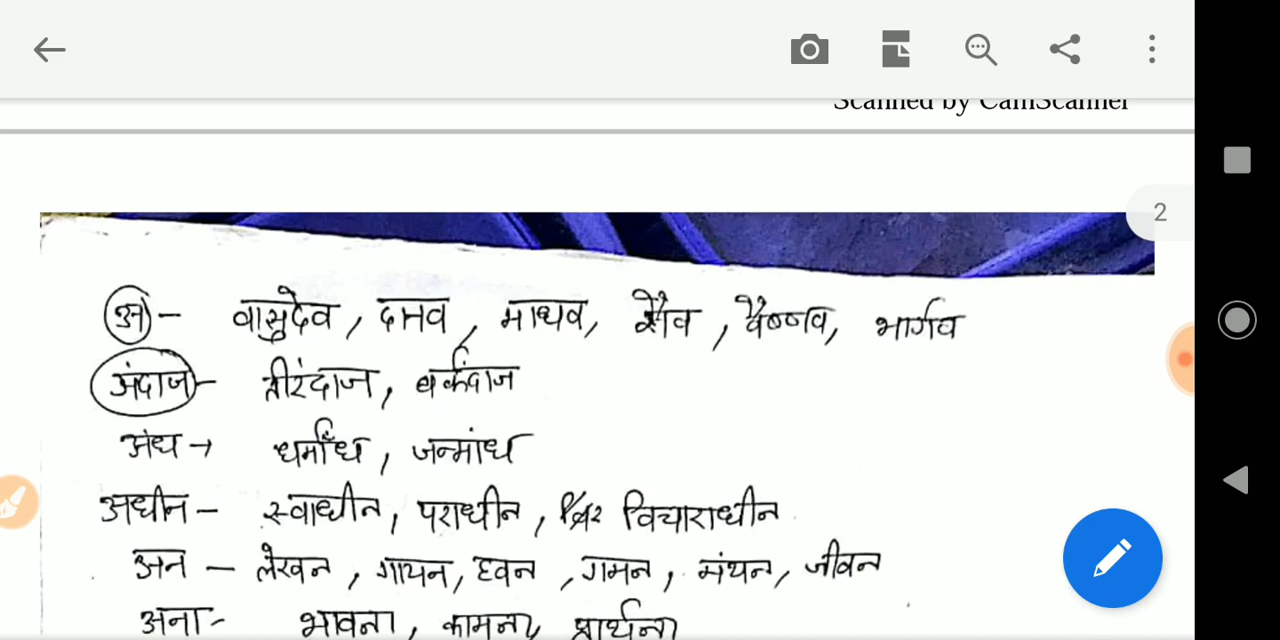 Scanned by CamScanner
2
अ - वासुदेव, दानव, माधव, शैव, वैष्णव, भार्गव
अंदाज - तीरंदाज, बर्कंदाज
अंध → धर्मांध, जन्मांध
अधीन - स्वाधीन, पराधीन, विचाराधीन
अन - लेखन, गायन, हवन, गमन, मंथन, जीवन
अना - भावना, कामना, प्रार्थना